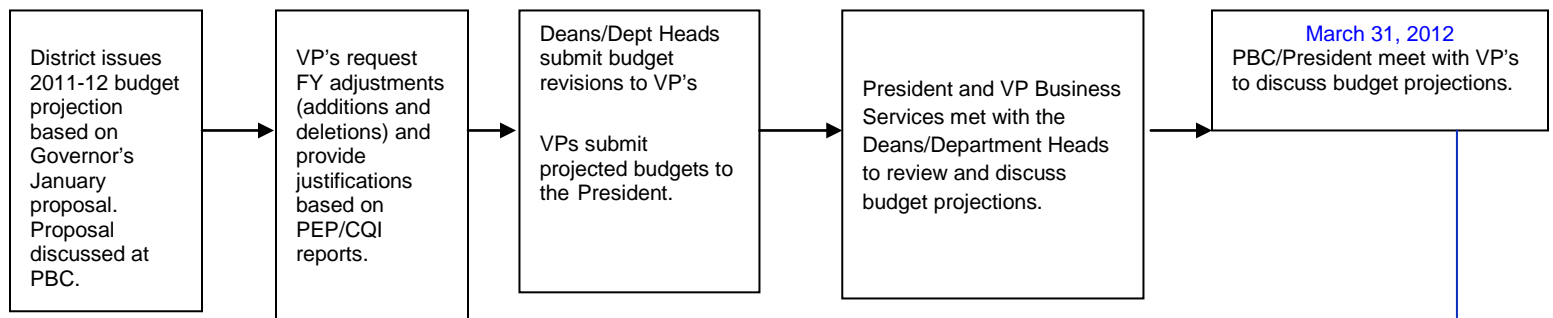 District issues
2011-12 budget
projection
based on
Governor's
January
proposal.
Proposal
discussed at
PBC.
VP's request
FY adjustments
(additions and
deletions) and
provide
justifications
based on
PEP/CQI
reports.
Deans/Dept Heads
submit budget
revisions to VP's
VPs submit
projected budgets to
the President.
President and VP Business
Services met with the
Deans/Department Heads
to review and discuss
budget projections.
March 31, 2012
PBC/President meet with VP's
to discuss budget projections.